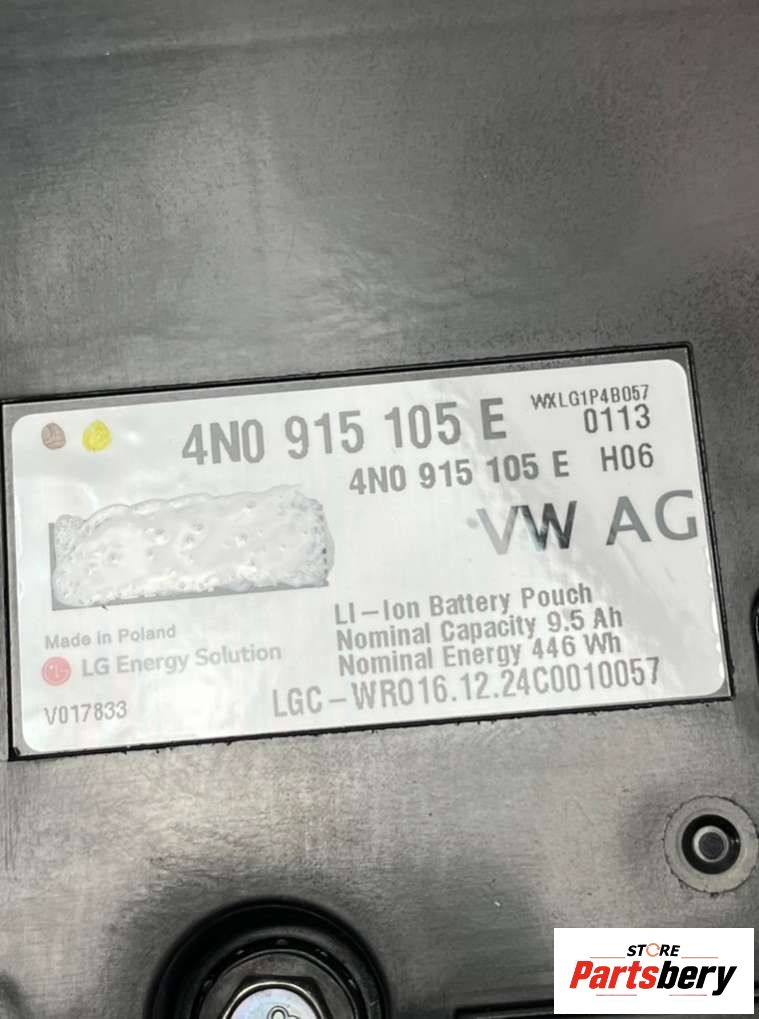 4N0 915 105 E
WXLG1P4B057
0113
4N0 915 105 E H06
VW AG
Made in Poland
LG Energy Solution
V017833
LI-Ion Battery Pouch
Nominal Capacity 9.5 Ah
Nominal Energy 446 Wh
LGC-WR016.12.24C0010057
STORE
Partsbery